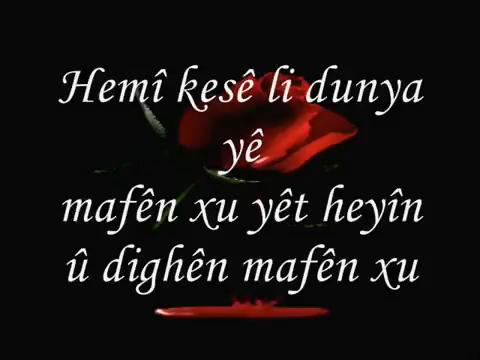 Hemî kesê li dunya
yê
mafên xu yêt heyîn
û dighên mafên xu